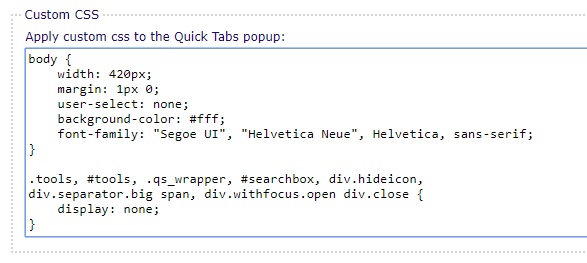 Custom CSS
Apply custom css to the Quick Tabs popup:
body {
    width: 420px;
    margin: 1px 0;
    user-select: none;
    background-color: #fff;
    font-family: "Segoe UI", "Helvetica Neue", Helvetica, sans-serif;
}

.tools, #tools, .qs_wrapper, #searchbox, div.hideicon,
div.separator.big span, div.withfocus.open div.close {
    display: none;
}